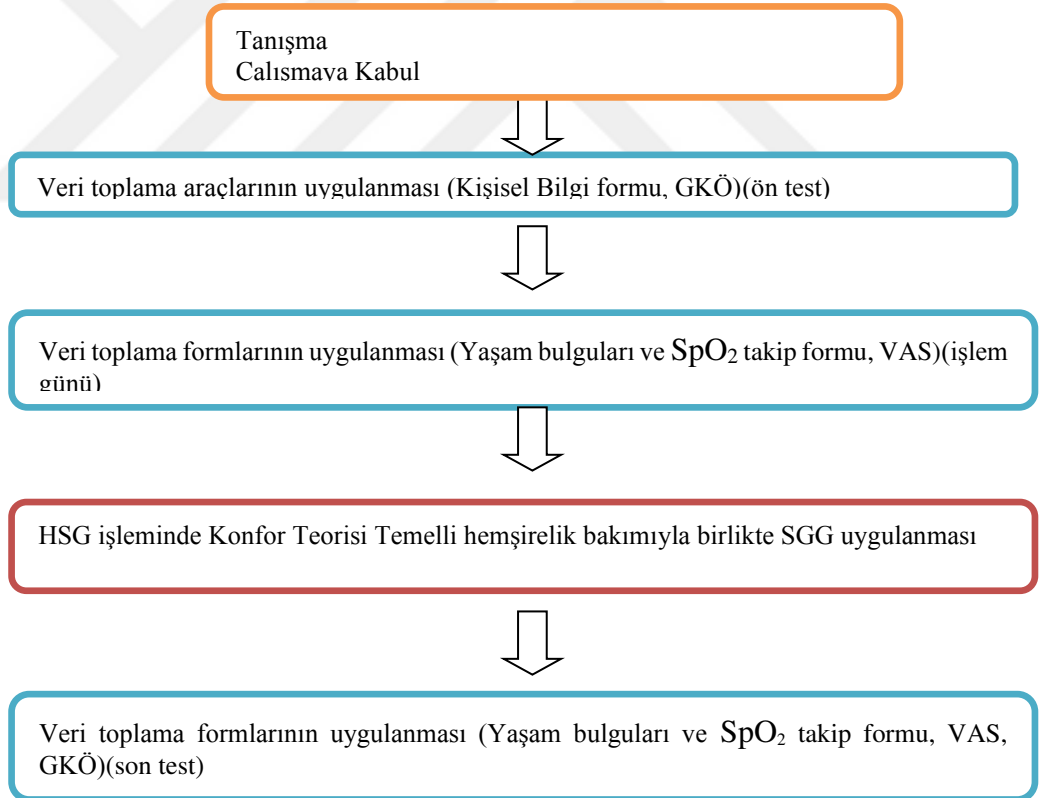 Tanışma
Çalışmaya Kabul
Veri toplama araçlarının uygulanması (Kişisel Bilgi formu, GKÖ)(ön test)
Veri toplama formlarının uygulanması (Yaşam bulguları ve SpO₂ takip formu, VAS)(işlem
günü)
HSG işleminde Konfor Teorisi Temelli hemşirelik bakımıyla birlikte SGG uygulanması
Veri toplama formlarının uygulanması (Yaşam bulguları ve SpO₂ takip formu, VAS,
GKÖ)(son test)